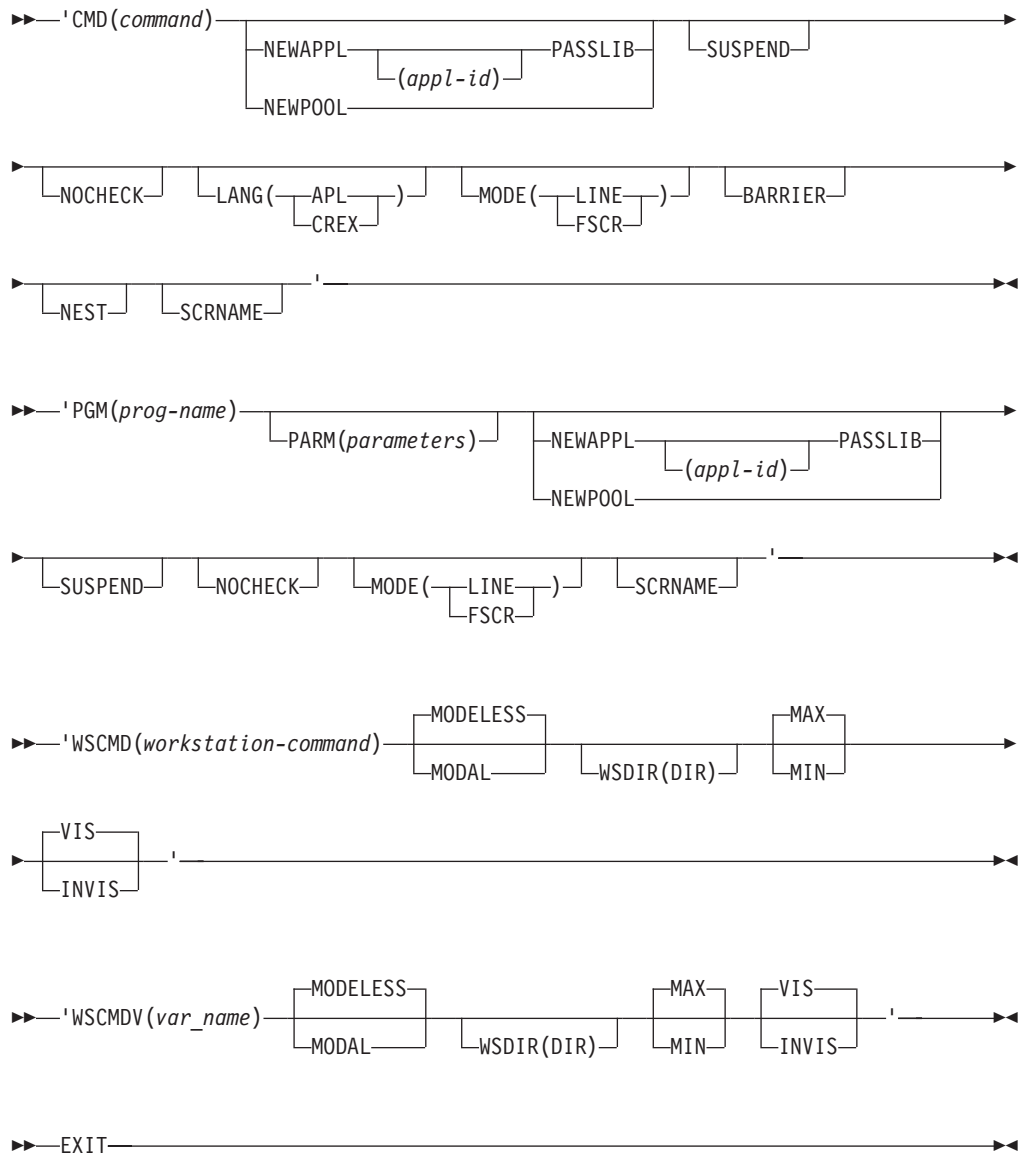 'CMD(command)
NEWAPPL PASSLIB SUSPEND
(appl-id)
NEWPOOL
NOCHECK LANG( APL ) MODE( LINE ) BARRIER
CREX FSCR
NEST SCRNAME '
'PGM(prog-name)
PARM(parameters) NEWAPPL PASSLIB
(appl-id)
NEWPOOL
'
SUSPEND NOCHECK MODE( LINE ) SCRNAME
FSCR
MODELESS MAX
'WSCMD(workstation-command)
MODAL WSDIR(DIR) MIN
VIS
'
INVIS
MODELESS MAX VIS
'WSCMDV(var_name) '
MODAL WSDIR(DIR) MIN INVIS
EXIT